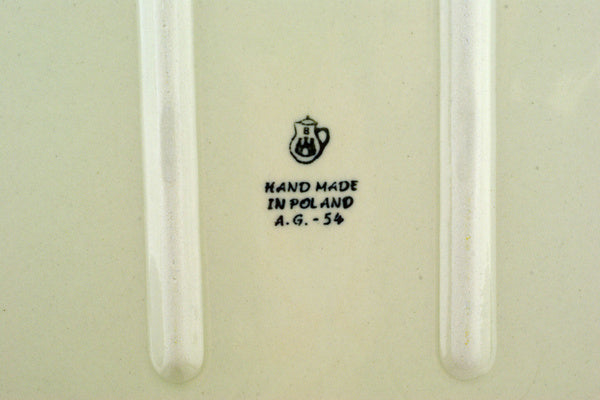 B
HAND MADE
IN POLAND
A.G. - 54